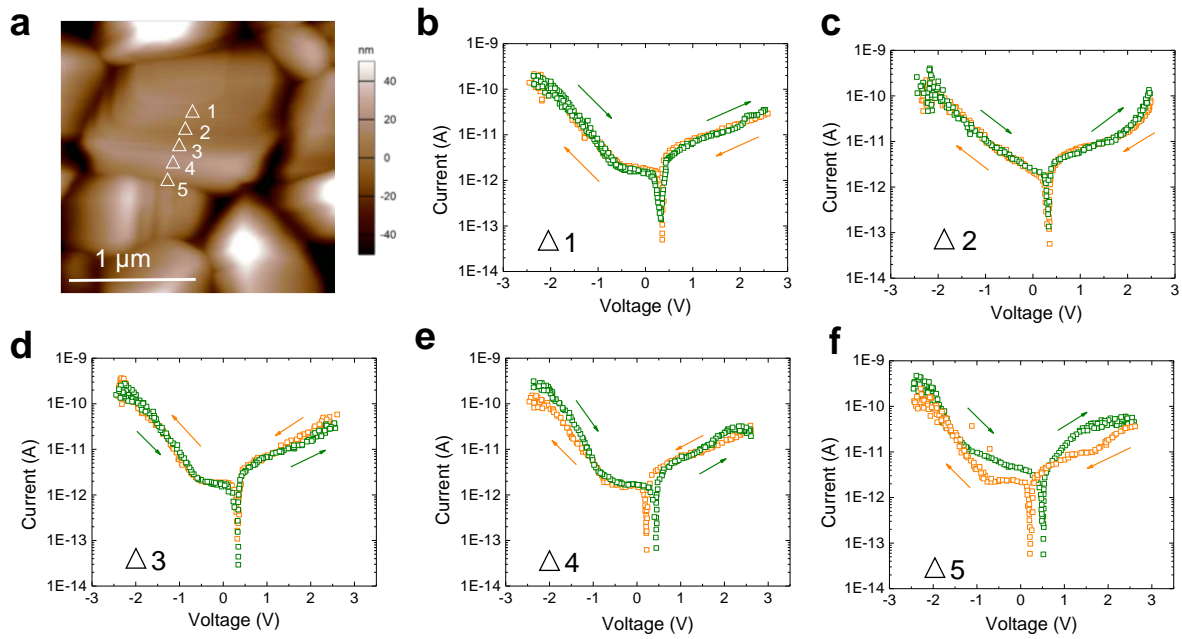 a
nm
40
20
0
-20
-40
1
2
3
4
5
1 μm
b
1E-9
1E-10
1E-11
1E-12
1E-13
1E-14
Current (A)
△1
-3 -2 -1 0 1 2 3
Voltage (V)
c
1E-9
1E-10
1E-11
1E-12
1E-13
1E-14
Current (A)
△2
-3 -2 -1 0 1 2 3
Voltage (V)
d
1E-9
1E-10
1E-11
1E-12
1E-13
1E-14
Current (A)
△3
-3 -2 -1 0 1 2 3
Voltage (V)
e
1E-9
1E-10
1E-11
1E-12
1E-13
1E-14
Current (A)
△4
-3 -2 -1 0 1 2 3
Voltage (V)
f
1E-9
1E-10
1E-11
1E-12
1E-13
1E-14
Current (A)
△5
-3 -2 -1 0 1 2 3
Voltage (V)